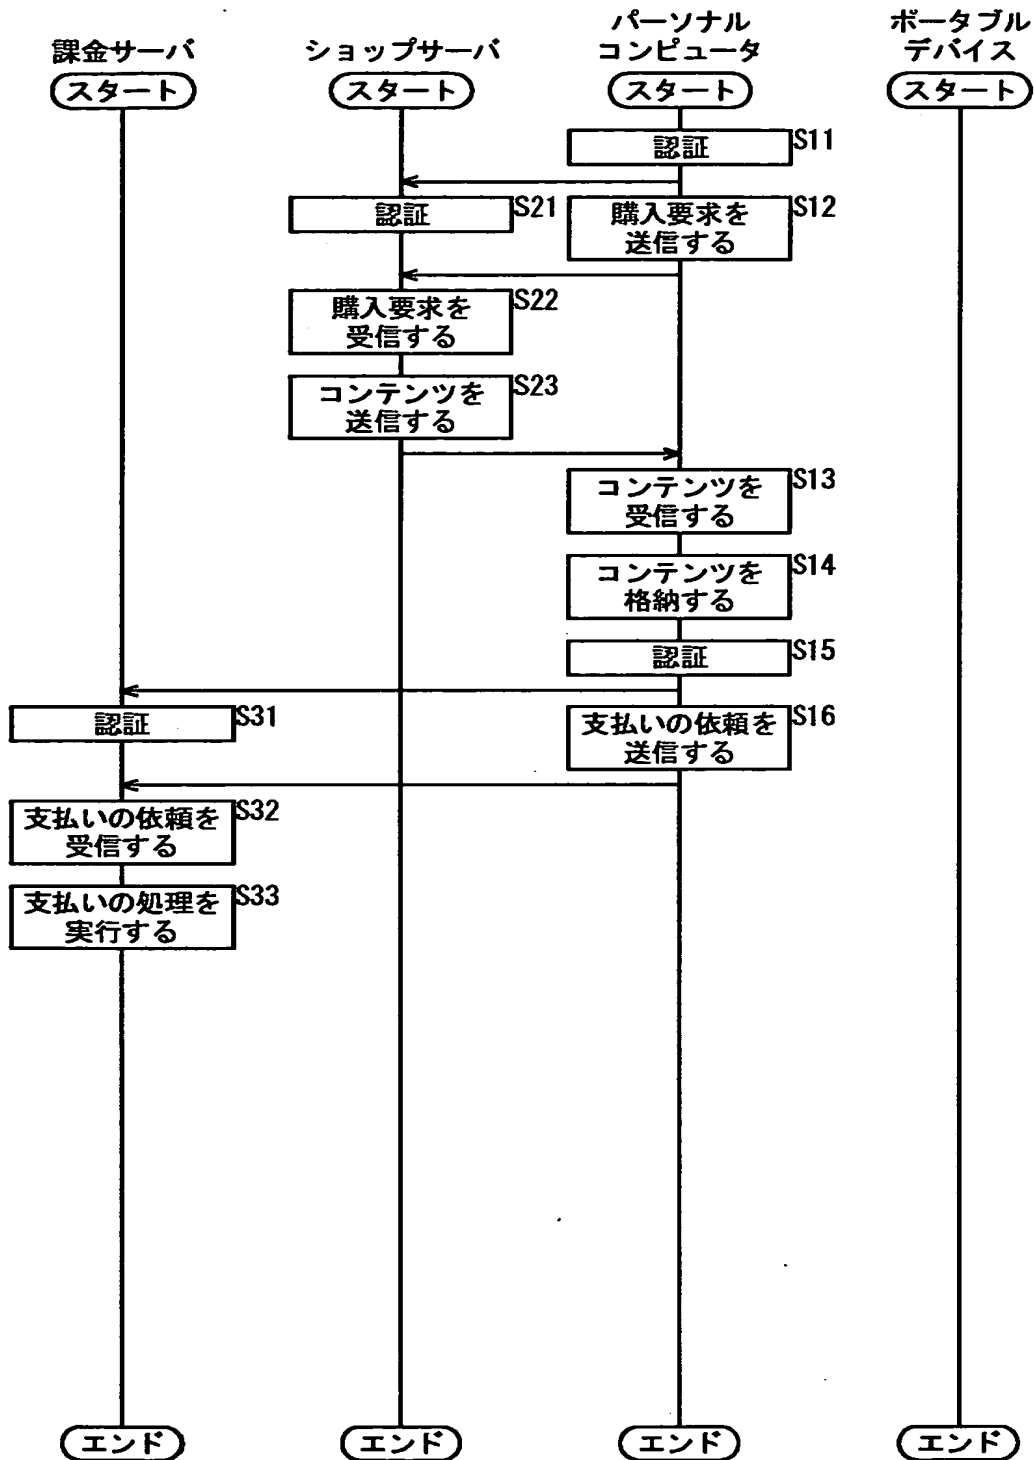 課金サーバ
ショップサーバ
パーソナル
コンピュータ
ポータブル
デバイス
スタート
スタート
スタート
スタート
認証
S11
認証
S21
購入要求を
送信する
S12
購入要求を
受信する
S22
コンテンツを
送信する
S23
コンテンツを
受信する
S13
コンテンツを
格納する
S14
認証
S15
認証
S31
支払いの依頼を
送信する
S16
支払いの依頼を
受信する
S32
支払いの処理を
実行する
S33
エンド
エンド
エンド
エンド